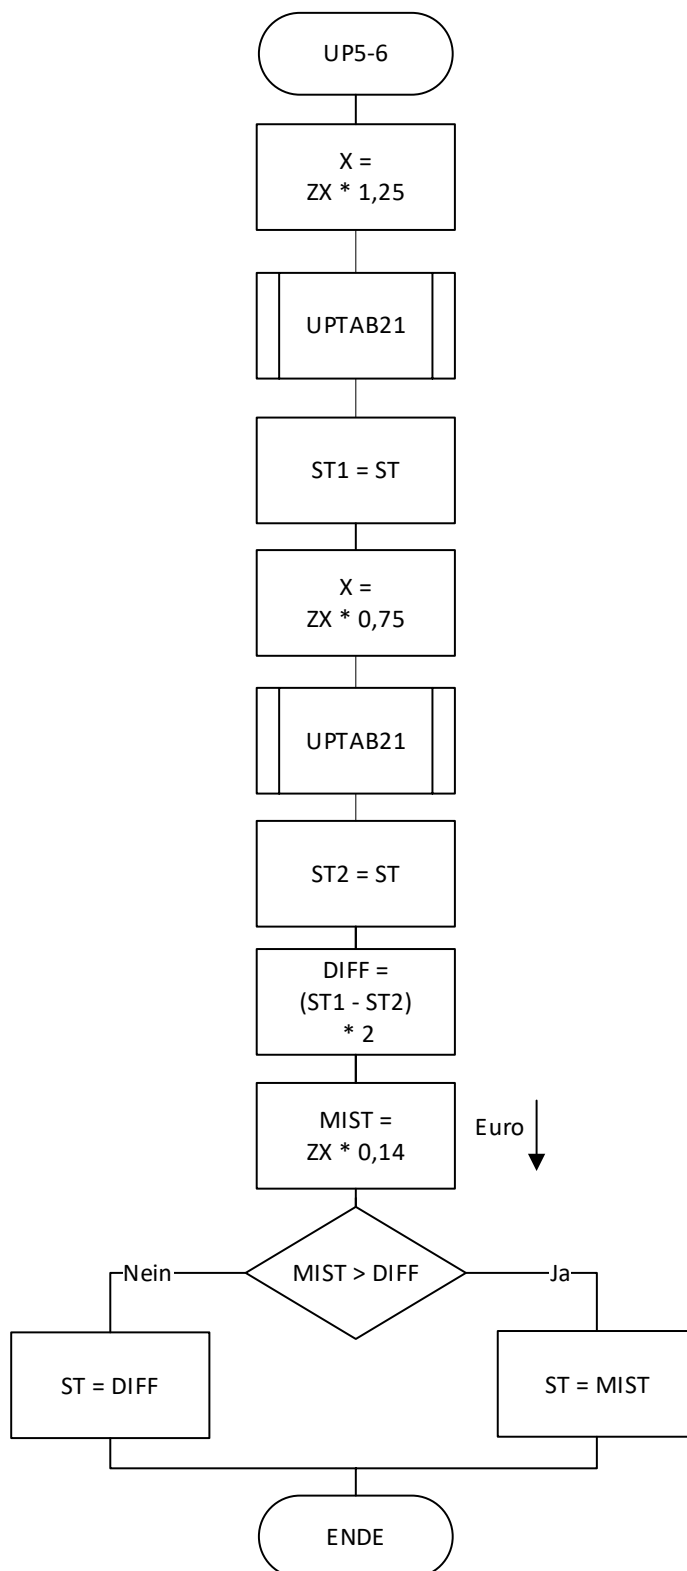 UP5-6
X =
ZX * 1,25
UPTAB21
ST1 = ST
X =
ZX * 0,75
UPTAB21
ST2 = ST
DIFF =
(ST1 - ST2)
* 2
MIST =
ZX * 0,14
Euro
Nein
MIST > DIFF
Ja
ST = DIFF
ST = MIST
ENDE